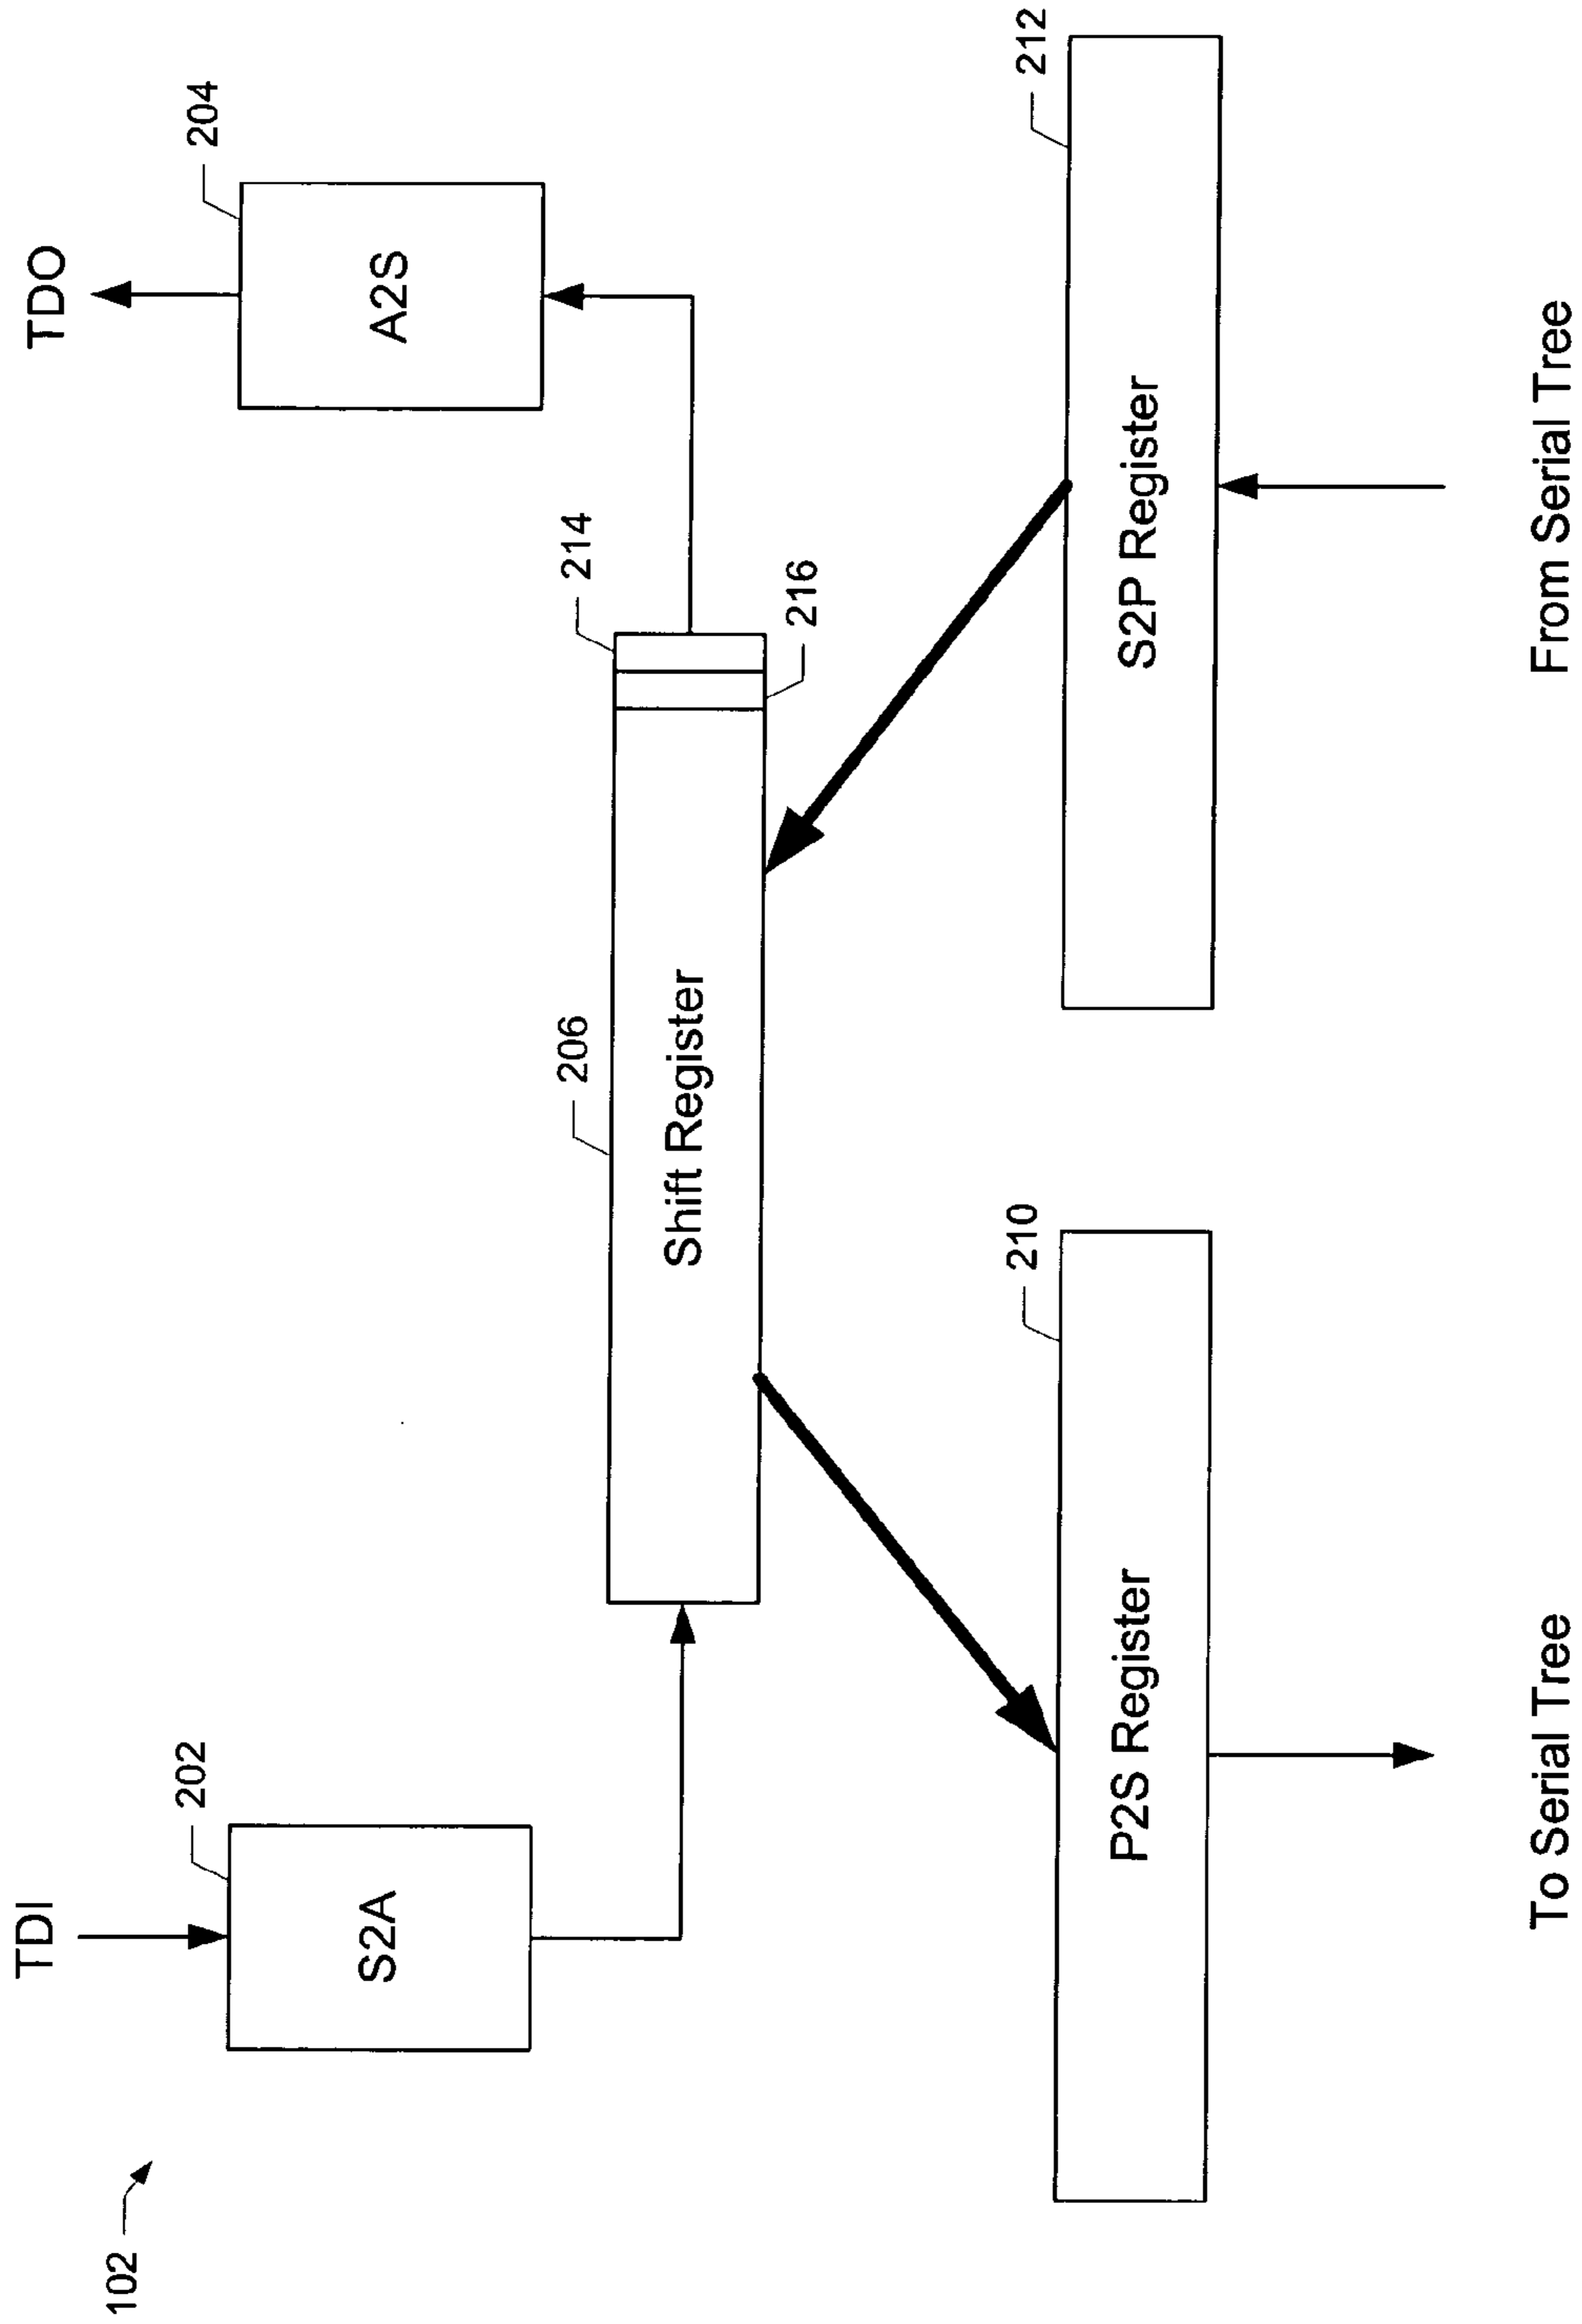 102
TDI
TDO
202
204
S2A
A2S
206
214
Shift Register
216
210
212
P2S Register
S2P Register
To Serial Tree
From Serial Tree